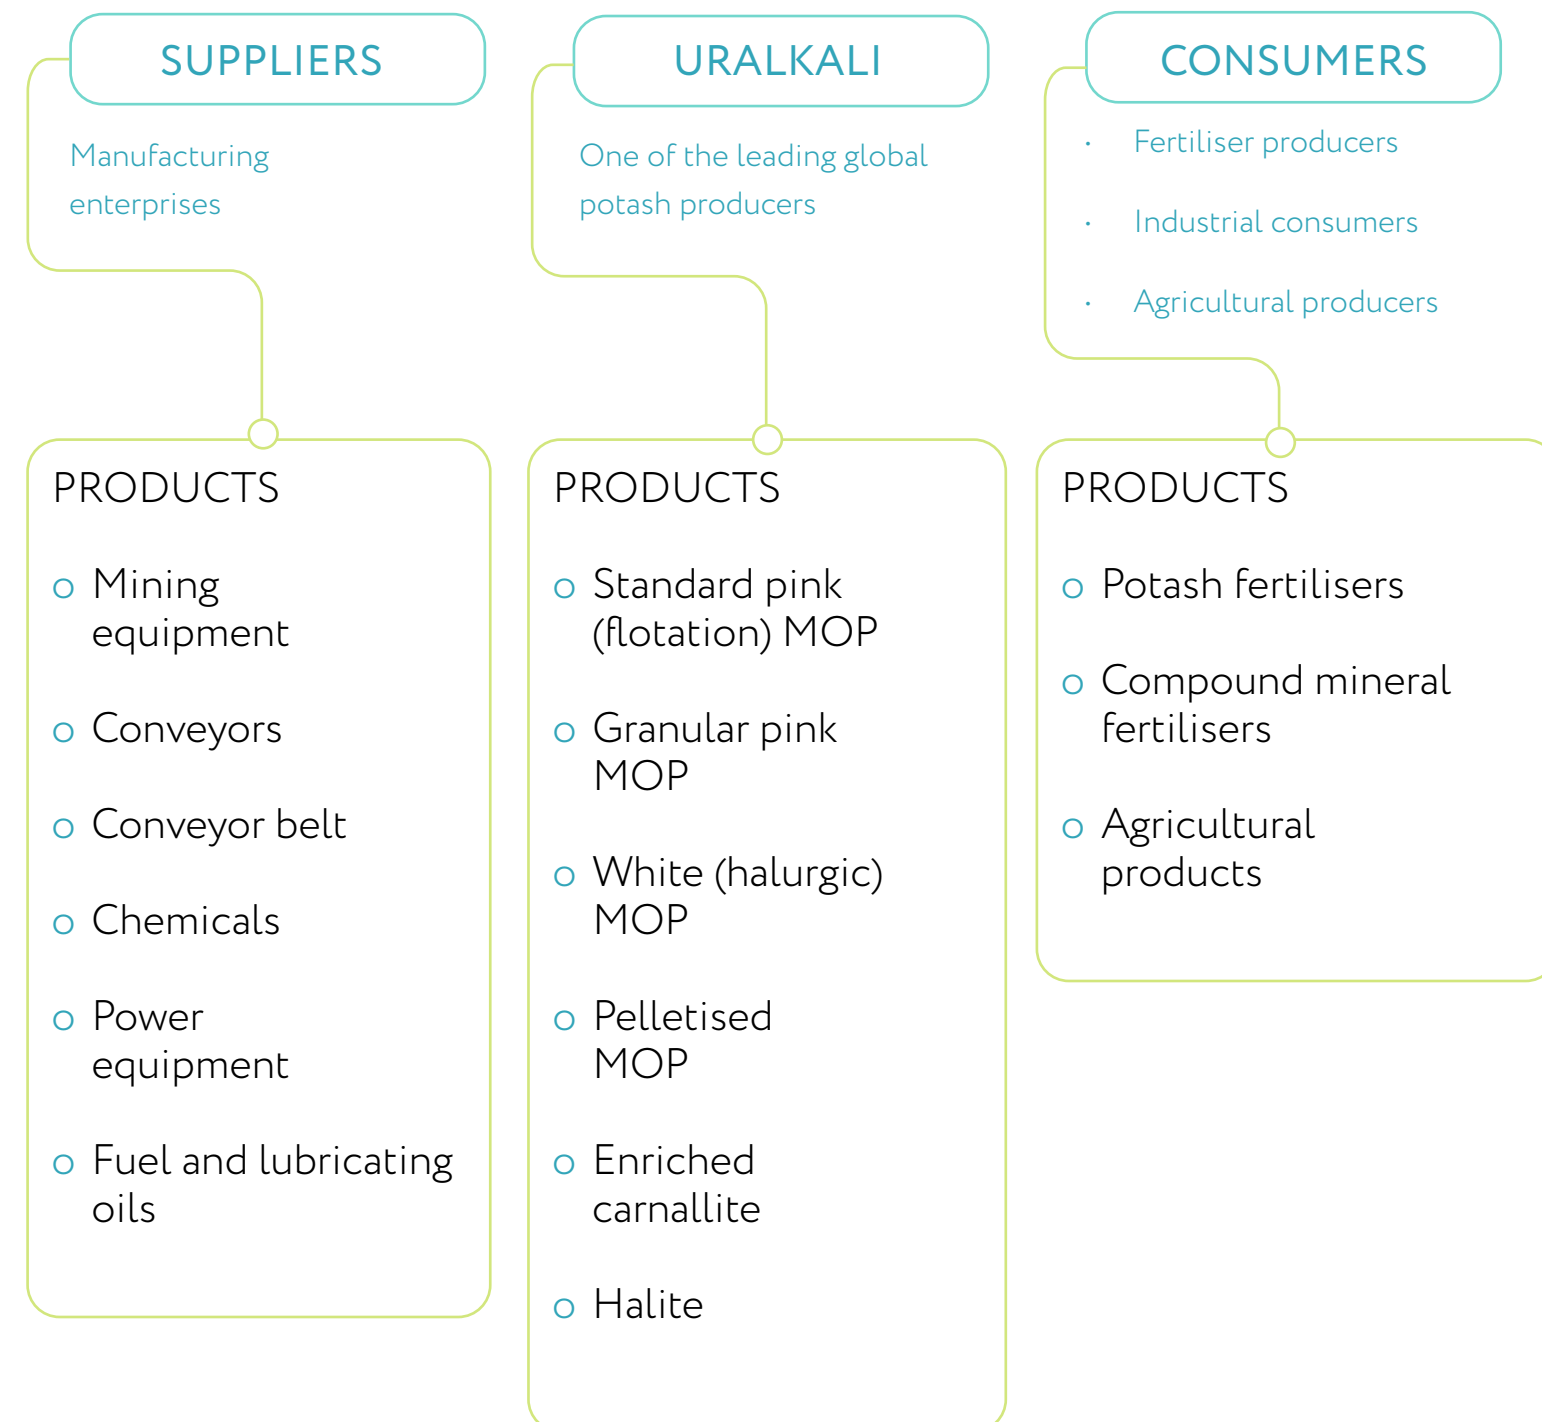 SUPPLIERS
Manufacturing
enterprises
PRODUCTS
o Mining
equipment
o Conveyors
o Conveyor belt
o Chemicals
o Power
equipment
o Fuel and lubricating
oils
URALKALI
One of the leading global
potash producers
PRODUCTS
o Standard pink
(flotation) MOP
o Granular pink
MOP
o White (halurgic)
MOP
o Pelletised
MOP
o Enriched
carnallite
o Halite
CONSUMERS
· Fertiliser producers
· Industrial consumers
· Agricultural producers
PRODUCTS
o Potash fertilisers
o Compound mineral
fertilisers
o Agricultural
products